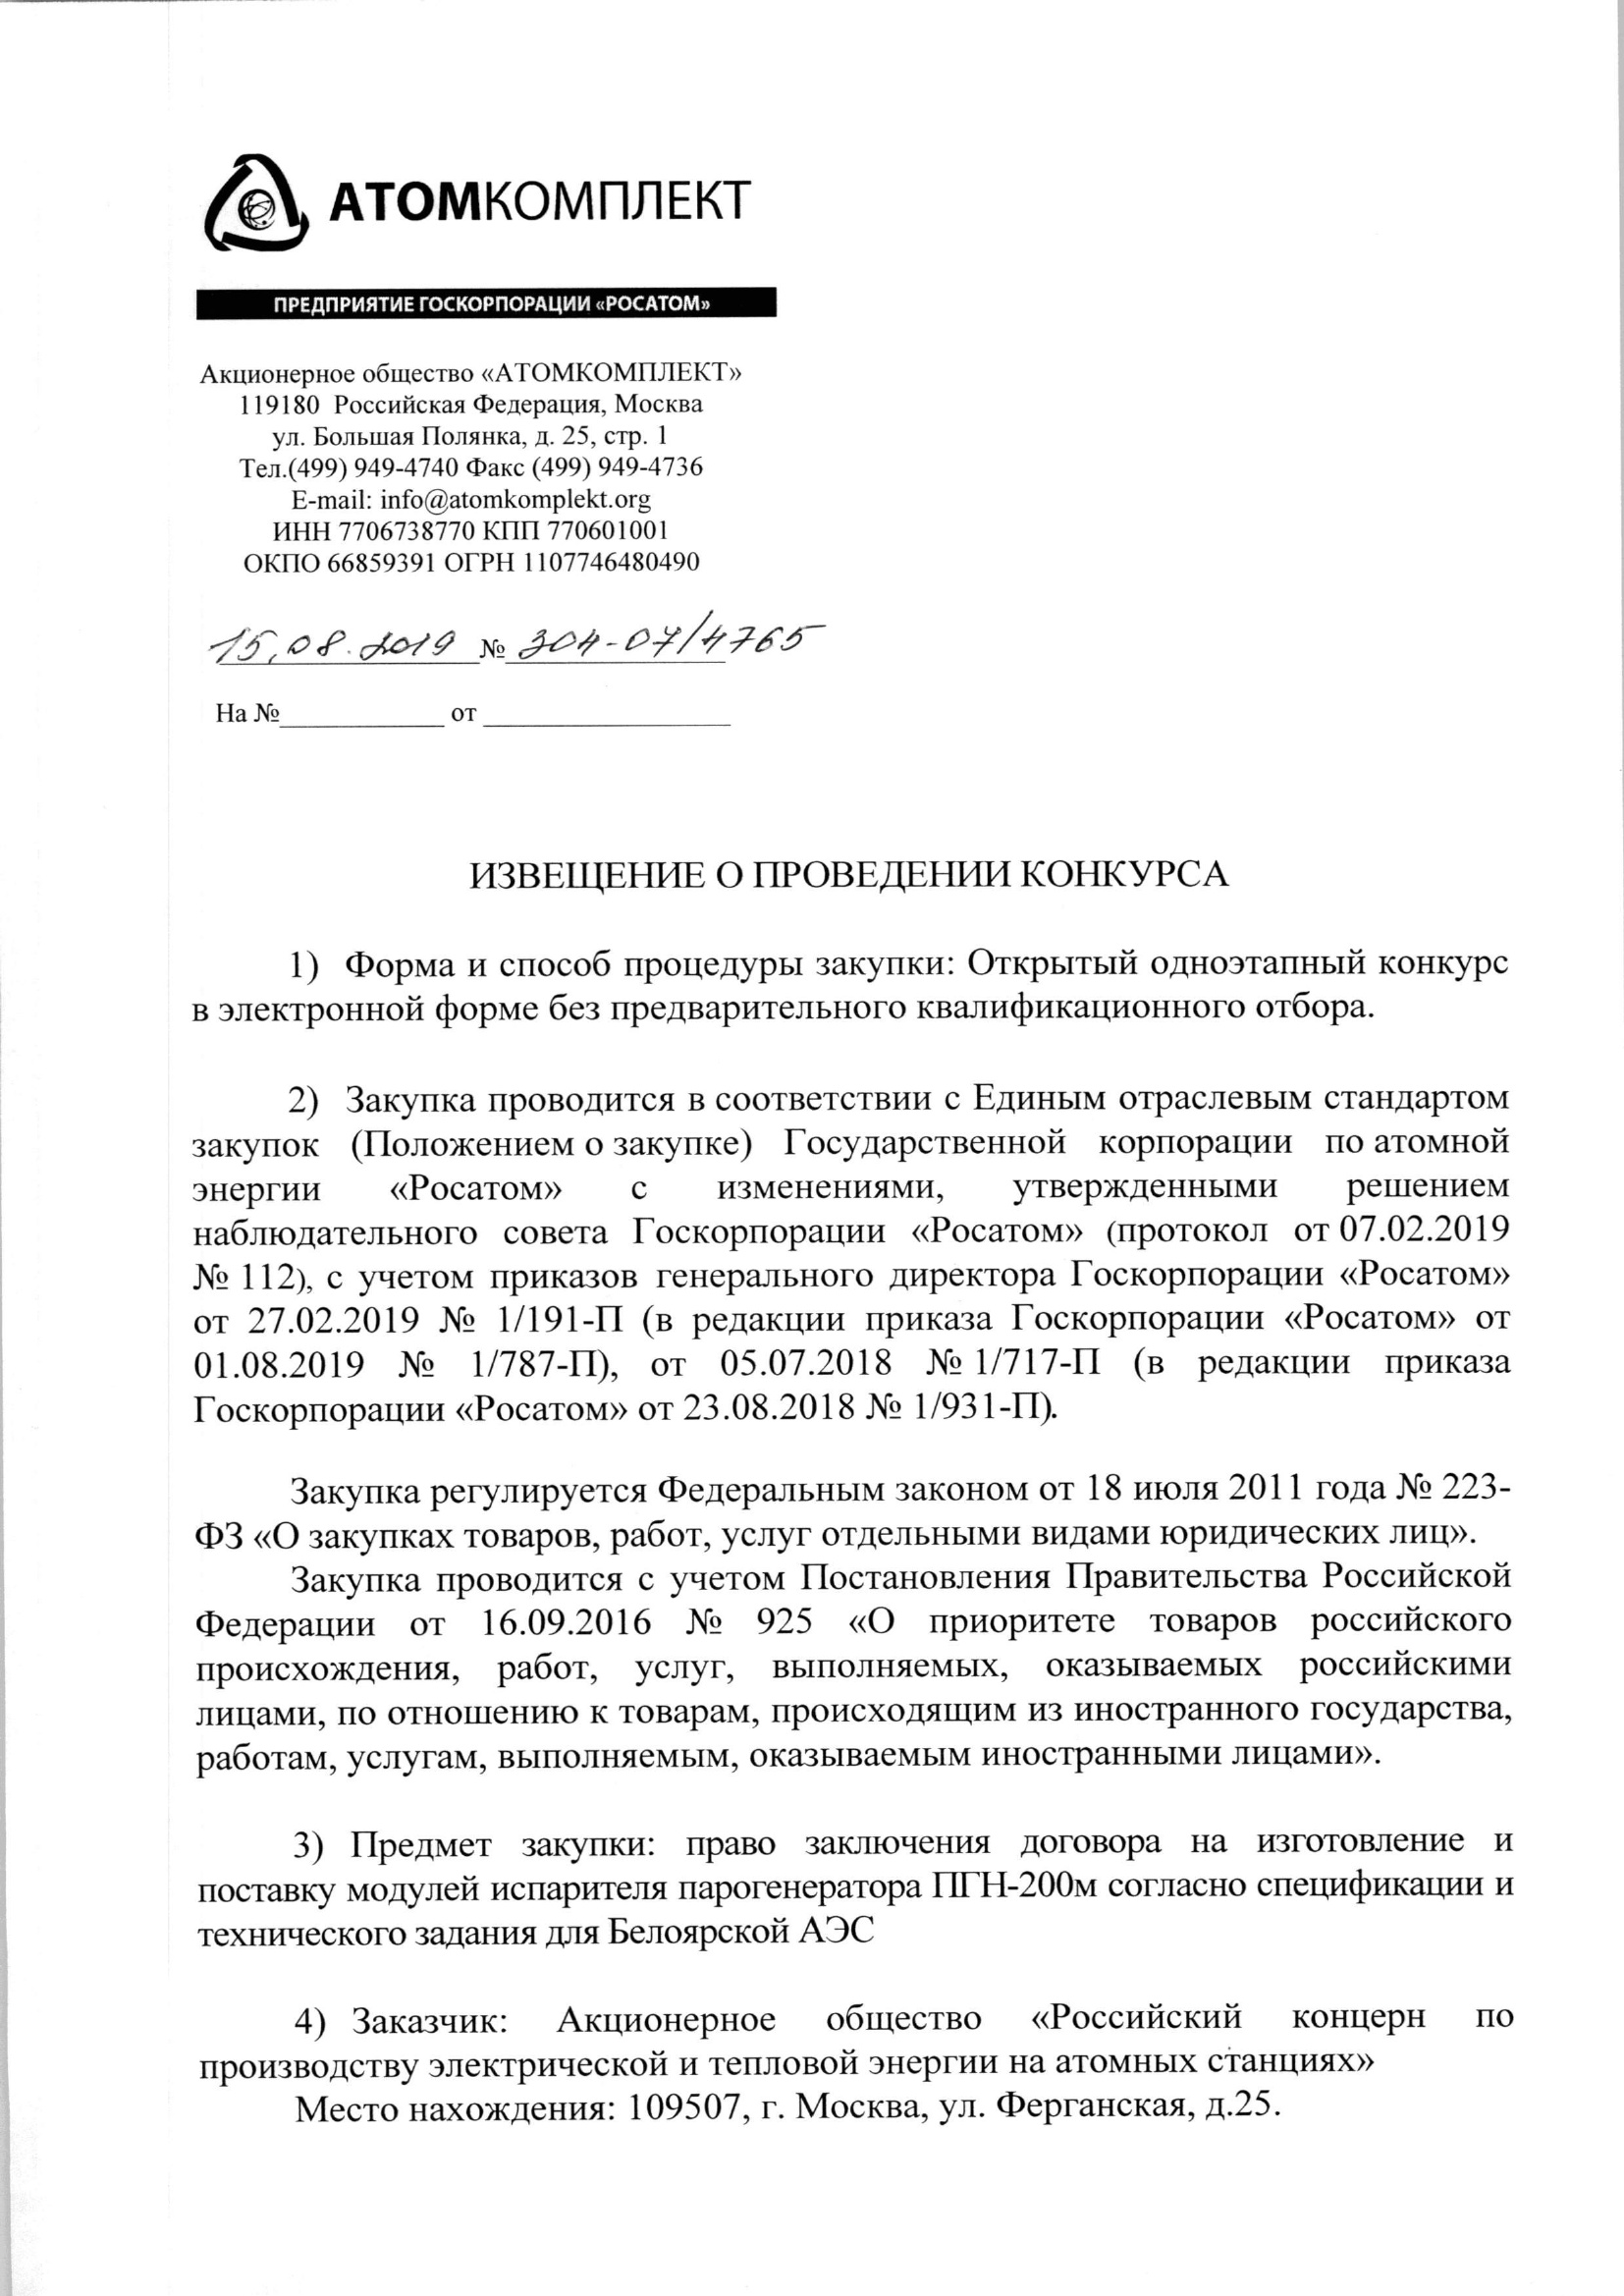 АТОМКОМПЛЕКТ
ПРЕДПРИЯТИЕ ГОСКОРПОРАЦИИ «РОСАТОМ»
Акционерное общество «АТОМКОМПЛЕКТ»
119180 Российская Федерация, Москва
ул. Большая Полянка, д. 25, стр. 1
Тел.(499) 949-4740 Факс (499) 949-4736
E-mail: info@atomkomplekt.org
ИНН 7706738770 КПП 770601001
ОКПО 66859391 ОГРН 1107746480490
15.08.2019 № 304-07/4765
На №____________ от __________________
ИЗВЕЩЕНИЕ О ПРОВЕДЕНИИ КОНКУРСА
1) Форма и способ процедуры закупки: Открытый одноэтапный конкурс
в электронной форме без предварительного квалификационного отбора.
2) Закупка проводится в соответствии с Единым отраслевым стандартом
закупок (Положением о закупке) Государственной корпорации по атомной
энергии «Росатом» с изменениями, утвержденными решением
наблюдательного совета Госкорпорации «Росатом» (протокол от 07.02.2019
№ 112), с учетом приказов генерального директора Госкорпорации «Росатом»
от 27.02.2019 № 1/191-П (в редакции приказа Госкорпорации «Росатом» от
01.08.2019 № 1/787-П), от 05.07.2018 № 1/717-П (в редакции приказа
Госкорпорации «Росатом» от 23.08.2018 № 1/931-П).
Закупка регулируется Федеральным законом от 18 июля 2011 года № 223-
ФЗ «О закупках товаров, работ, услуг отдельными видами юридических лиц».
Закупка проводится с учетом Постановления Правительства Российской
Федерации от 16.09.2016 № 925 «О приоритете товаров российского
происхождения, работ, услуг, выполняемых, оказываемых российскими
лицами, по отношению к товарам, происходящим из иностранного государства,
работам, услугам, выполняемым, оказываемым иностранными лицами».
3) Предмет закупки: право заключения договора на изготовление и
поставку модулей испарителя парогенератора ПГН-200м согласно спецификации и
технического задания для Белоярской АЭС
4) Заказчик: Акционерное общество «Российский концерн по
производству электрической и тепловой энергии на атомных станциях»
Место нахождения: 109507, г. Москва, ул. Ферганская, д.25.